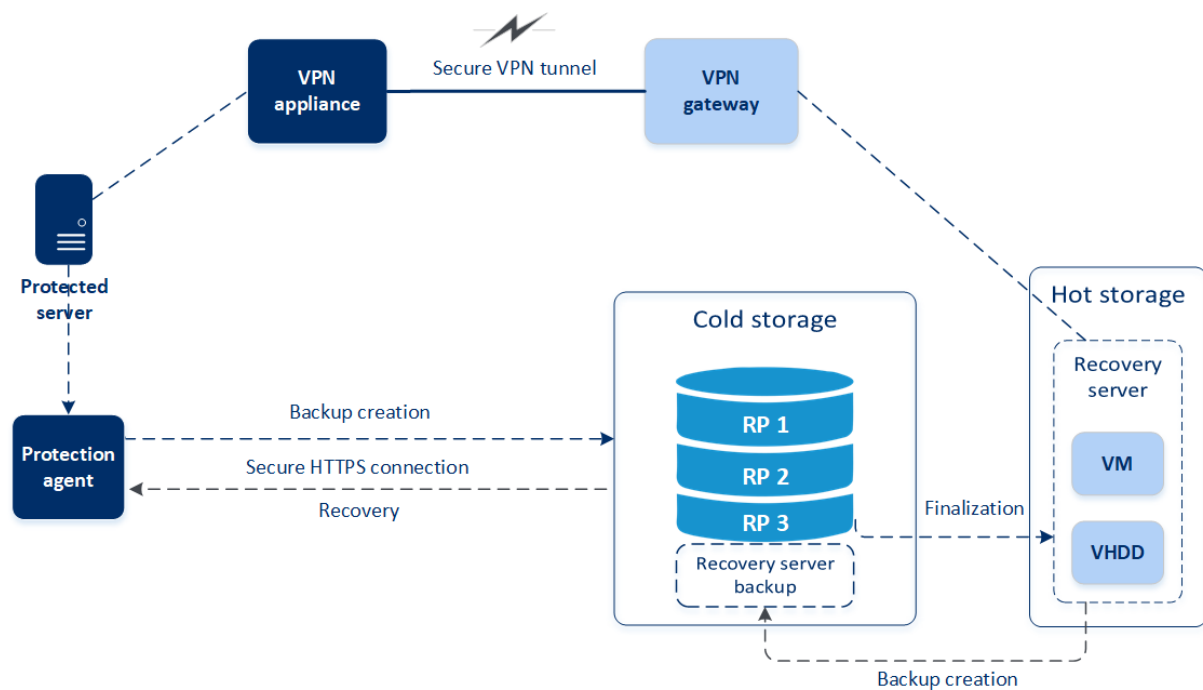 VPN
appliance
Secure VPN tunnel
VPN
gateway
Protected
server
Hot storage
Cold storage
Recovery
server
Backup creation
RP 1
Protection
agent
Secure HTTPS connection
RP 2
VM
Recovery
RP 3
Finalization
VHDD
Recovery server
backup
Backup creation